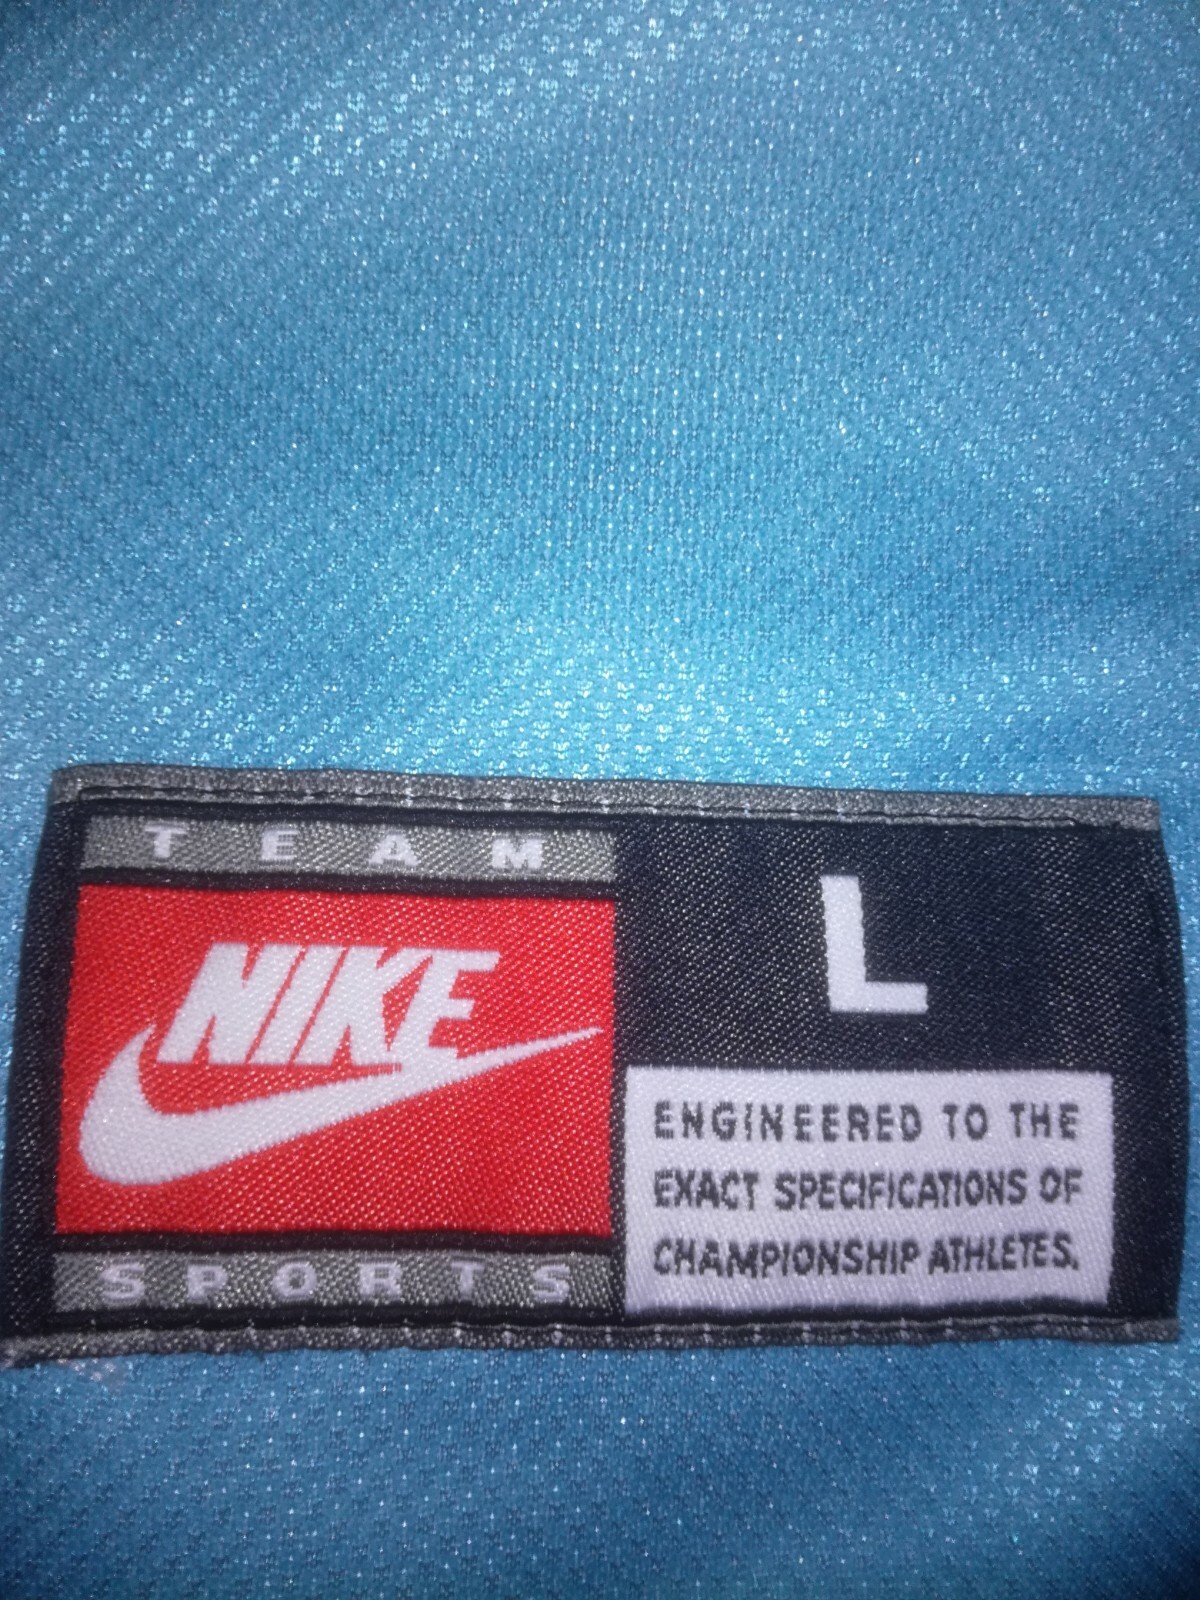 TEAM
NIKE
SPORTS
L
ENGINEERED TO THE
EXACT SPECIFICATIONS OF
CHAMPIONSHIP ATHLETES.